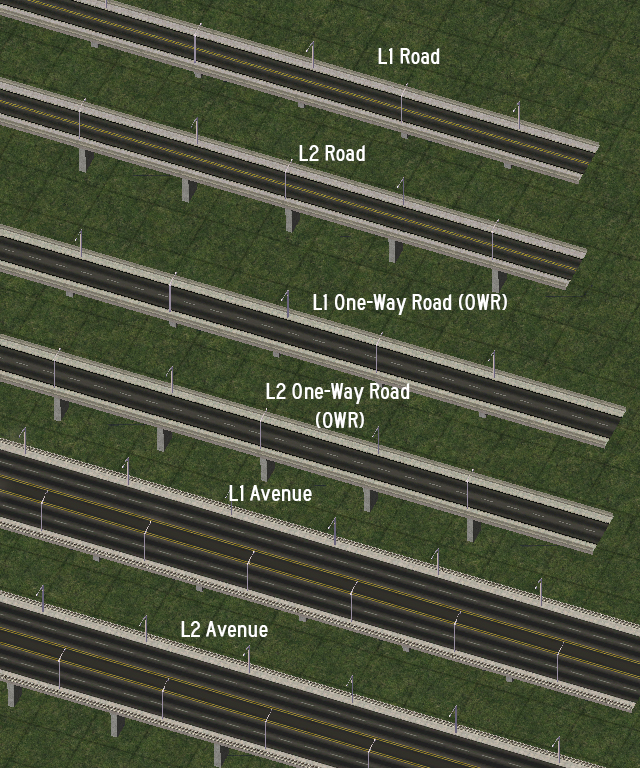 L1 Road
L2 Road
L1 One-Way Road (OWR)
L2 One-Way Road
(OWR)
L1 Avenue
L2 Avenue